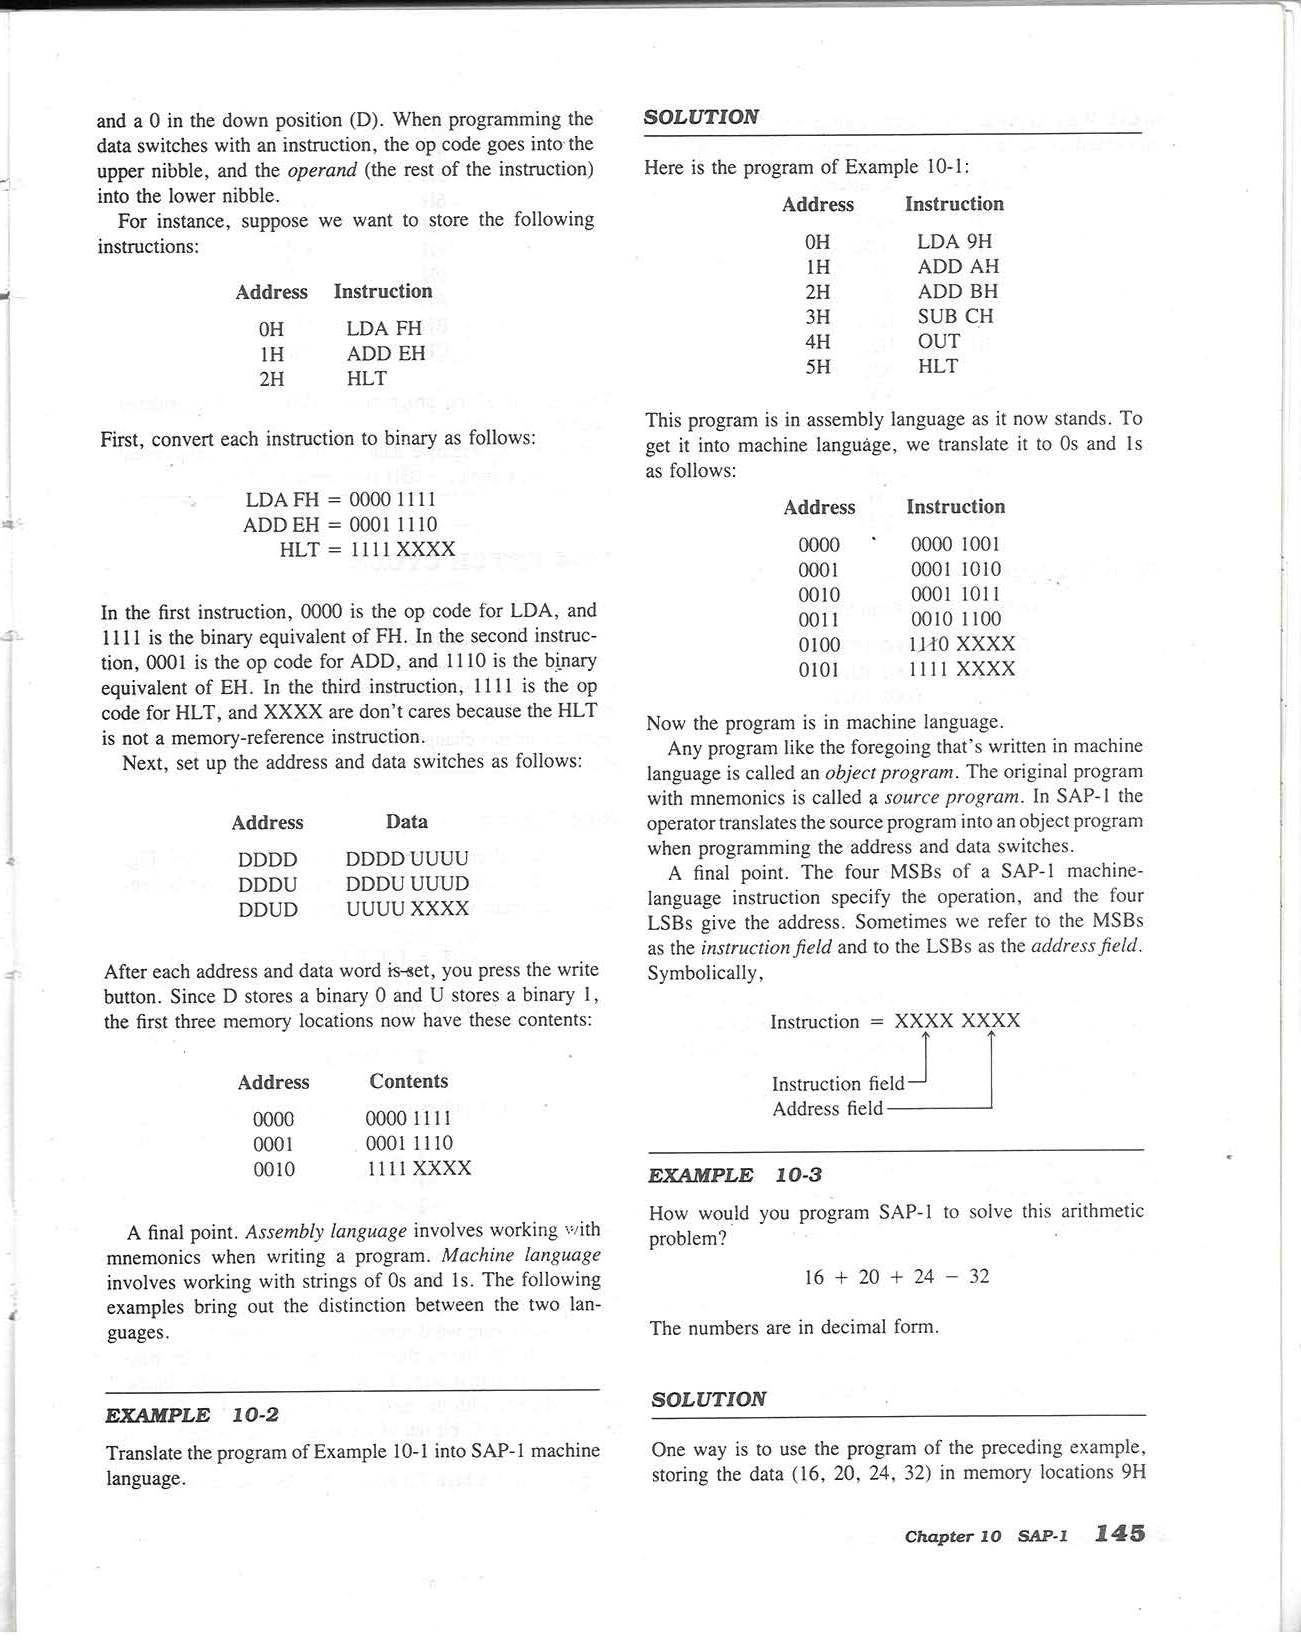 and a 0 in the down position (D). When programming the
data switches with an instruction, the op code goes into the
upper nibble, and the operand (the rest of the instruction)
into the lower nibble.
For instance, suppose we want to store the following
instructions:
Address Instruction
0H LDA FH
1H ADD EH
2H HLT
First, convert each instruction to binary as follows:
LDA FH = 0000 1111
ADD EH = 0001 1110
HLT = 1111 XXXX
In the first instruction, 0000 is the op code for LDA, and
1111 is the binary equivalent of FH. In the second instruc-
tion, 0001 is the op code for ADD, and 1110 is the binary
equivalent of EH. In the third instruction, 1111 is the op
code for HLT, and XXXX are don't cares because the HLT
is not a memory-reference instruction.
Next, set up the address and data switches as follows:
Address Data
DDDD DDDD UUUU
DDDU DDDU UUUD
DDUD UUUU XXXX
After each address and data word is set, you press the write
button. Since D stores a binary 0 and U stores a binary 1,
the first three memory locations now have these contents:
Address Contents
0000 0000 1111
0001 0001 1110
0010 1111 XXXX
A final point. Assembly language involves working with
mnemonics when writing a program. Machine language
involves working with strings of 0s and 1s. The following
examples bring out the distinction between the two lan-
guages.
EXAMPLE 10-2
Translate the program of Example 10-1 into SAP-1 machine
language.
SOLUTION
Here is the program of Example 10-1:
Address Instruction
0H LDA 9H
1H ADD AH
2H ADD BH
3H SUB CH
4H OUT
5H HLT
This program is in assembly language as it now stands. To
get it into machine language, we translate it to 0s and 1s
as follows:
Address Instruction
0000 0000 1001
0001 0001 1010
0010 0001 1011
0011 0010 1100
0100 1110 XXXX
0101 1111 XXXX
Now the program is in machine language.
Any program like the foregoing that's written in machine
language is called an object program. The original program
with mnemonics is called a source program. In SAP-1 the
operator translates the source program into an object program
when programming the address and data switches.
A final point. The four MSBs of a SAP-1 machine-
language instruction specify the operation, and the four
LSBs give the address. Sometimes we refer to the MSBs
as the instruction field and to the LSBs as the address field.
Symbolically,
Instruction = XXXX XXXX
Instruction field
Address field
EXAMPLE 10-3
How would you program SAP-1 to solve this arithmetic
problem?
16 + 20 + 24 − 32
The numbers are in decimal form.
SOLUTION
One way is to use the program of the preceding example,
storing the data (16, 20, 24, 32) in memory locations 9H
Chapter 10 SAP-1 145